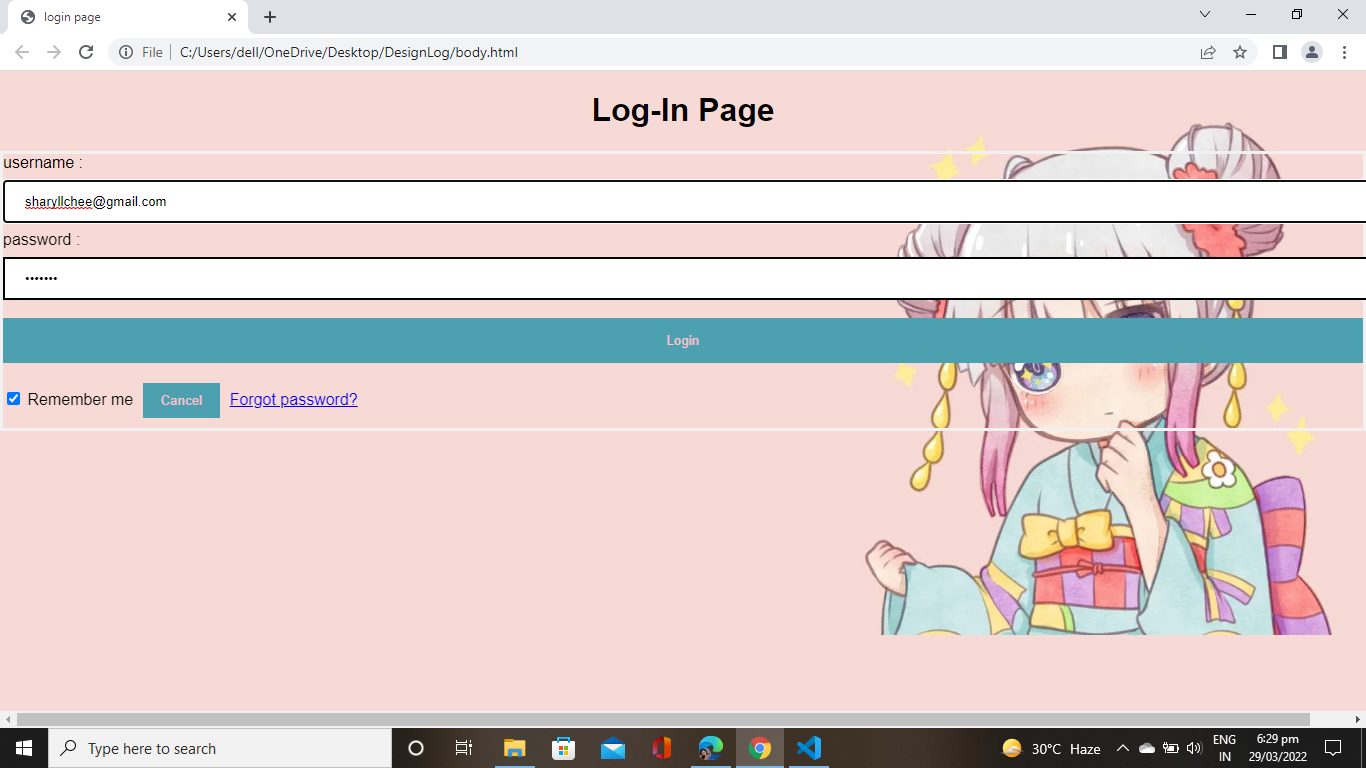 login page
File
C:/Users/dell/OneDrive/Desktop/DesignLog/body.html
Log-In Page
username :
sharyllchee@gmail.com
password :
•••••••
Login
Remember me Cancel Forgot password?
Type here to search
30°C Haze
ENG
IN
6:29 pm
29/03/2022